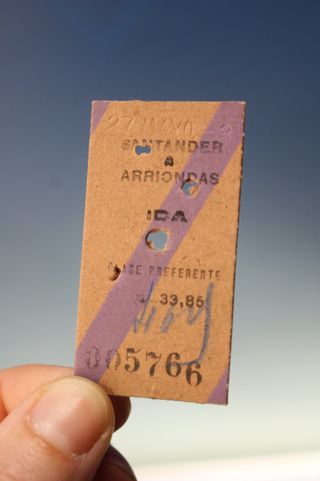 27 MAYO
SANTANDER
a
ARRIONDAS
IDA
CLASE PREFERENTE
33,85
005766